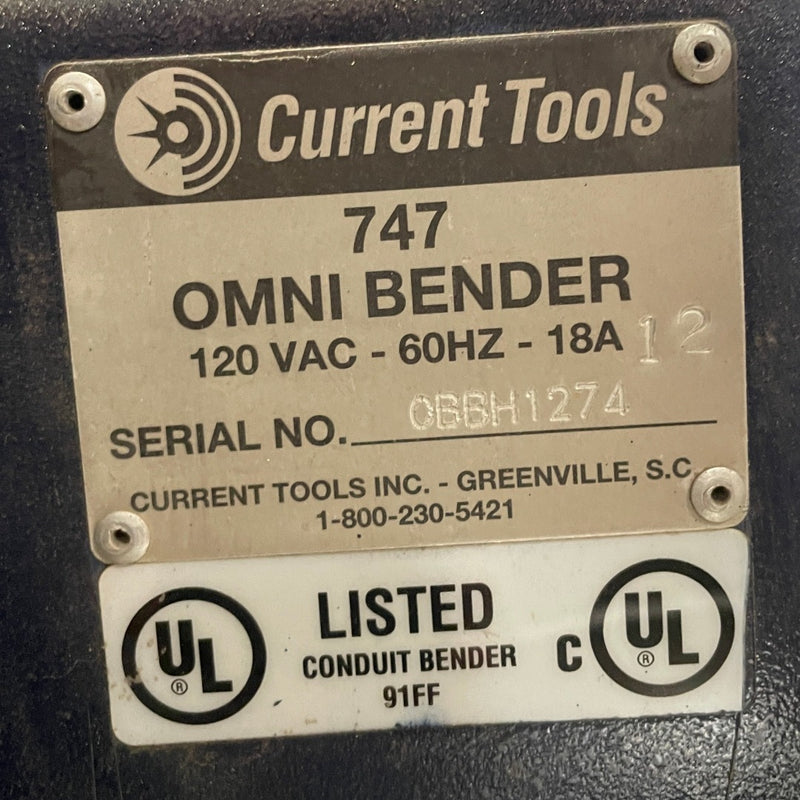 Current Tools
747
OMNI BENDER
120 VAC - 60HZ - 18A 12
SERIAL NO. OBBH1274
CURRENT TOOLS INC. - GREENVILLE, S.C.
1-800-230-5421
UL ®
LISTED
CONDUIT BENDER
91FF
C UL ®